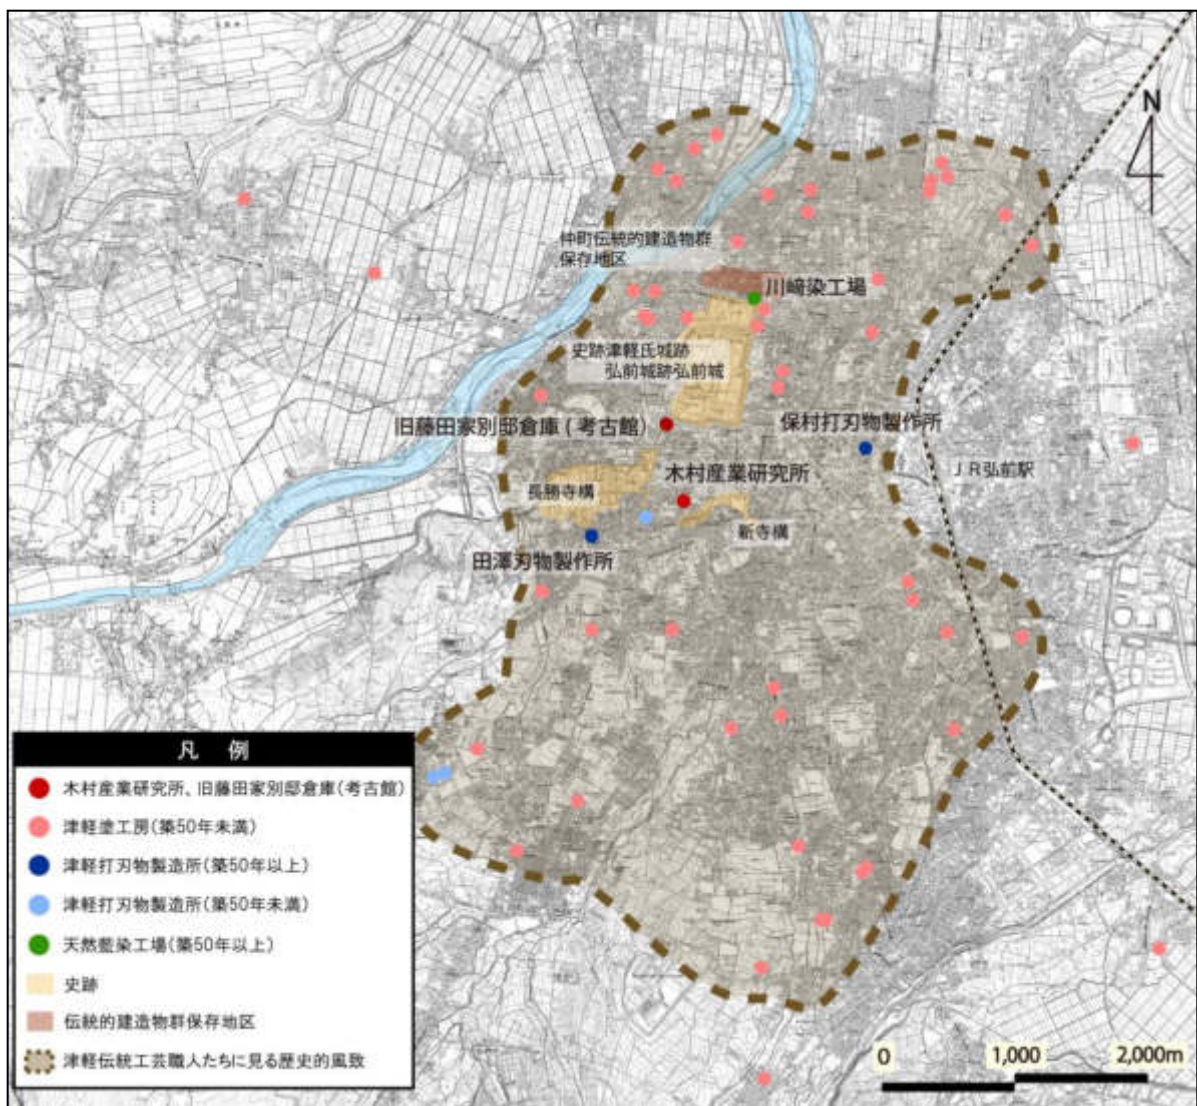 N
仲町伝統的建造物群
保存地区
川﨑染工場
史跡津軽氏城跡
弘前城跡弘前城
旧藤田家別邸倉庫(考古館)
保村打刃物製作所
木村産業研究所
JR弘前駅
長勝寺構
新寺構
田澤刃物製作所
凡 例
木村産業研究所、旧藤田家別邸倉庫(考古館)
津軽塗工房(築50年未満)
津軽打刃物製造所(築50年以上)
津軽打刃物製造所(築50年未満)
天然藍染工場(築50年以上)
史跡
伝統的建造物群保存地区
津軽伝統工芸職人たちに見る歴史的風致
0 1,000 2,000m